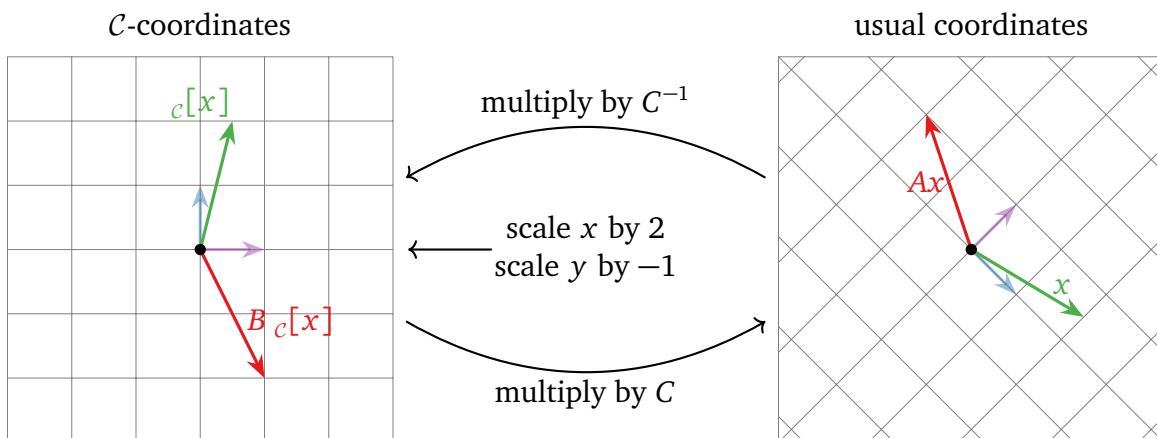 𝒞-coordinates
usual coordinates
𝒞[x]
multiply by C⁻¹
Ax
scale x by 2
scale y by −1
x
B 𝒞[x]
multiply by C